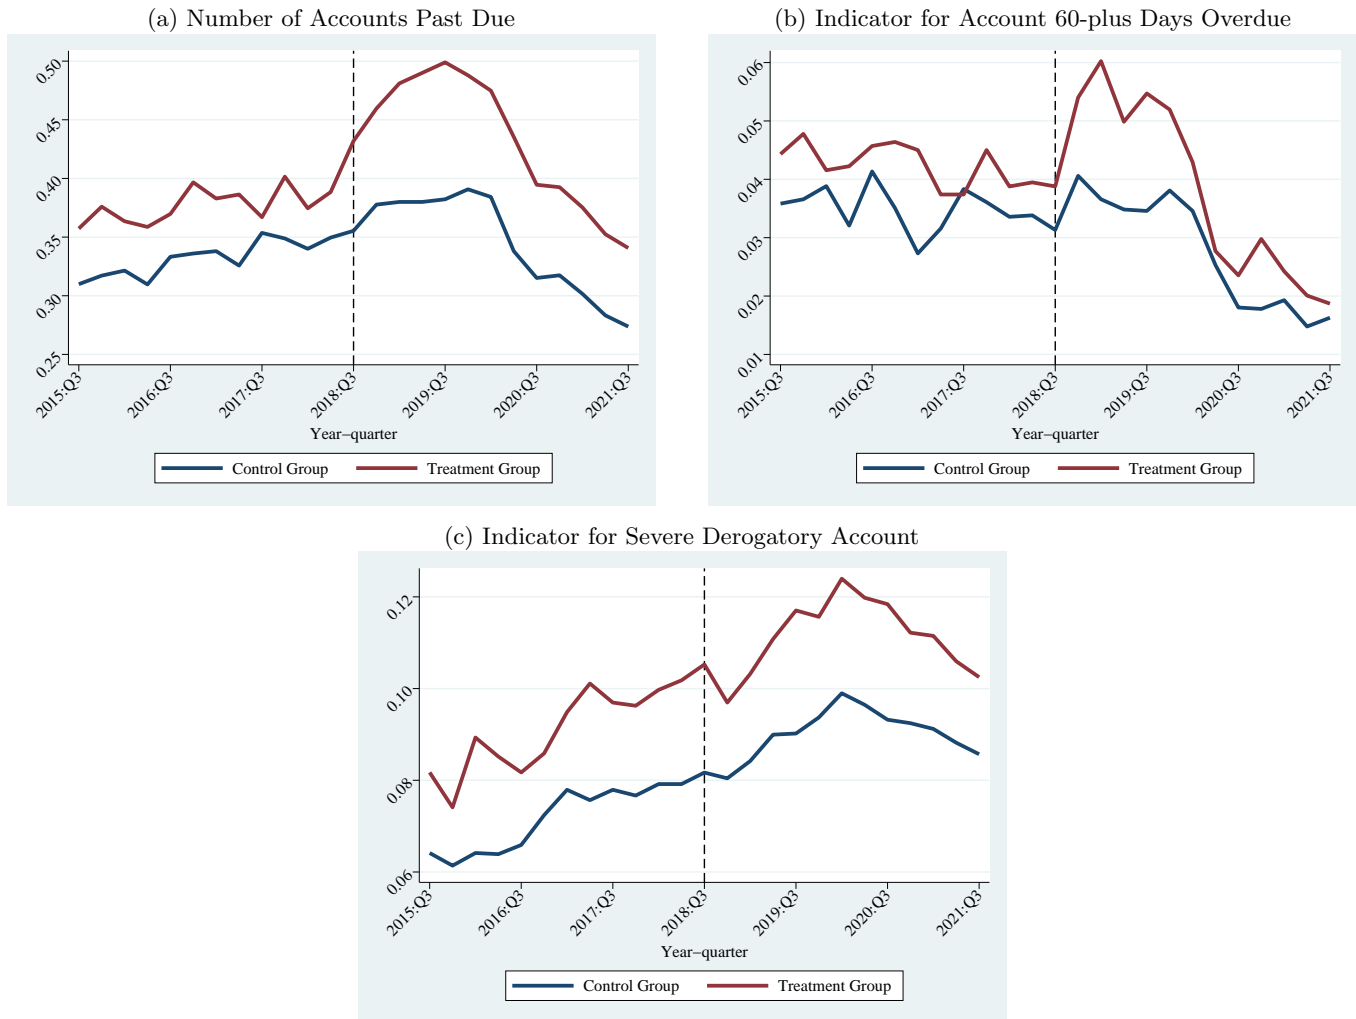 (a) Number of Accounts Past Due
0.50
0.45
0.40
0.35
0.30
0.25
2015:Q3 2016:Q3 2017:Q3 2018:Q3 2019:Q3 2020:Q3 2021:Q3
Year−quarter
Control Group Treatment Group
(b) Indicator for Account 60-plus Days Overdue
0.06
0.05
0.04
0.03
0.02
0.01
2015:Q3 2016:Q3 2017:Q3 2018:Q3 2019:Q3 2020:Q3 2021:Q3
Year−quarter
Control Group Treatment Group
(c) Indicator for Severe Derogatory Account
0.12
0.10
0.08
0.06
2015:Q3 2016:Q3 2017:Q3 2018:Q3 2019:Q3 2020:Q3 2021:Q3
Year−quarter
Control Group Treatment Group